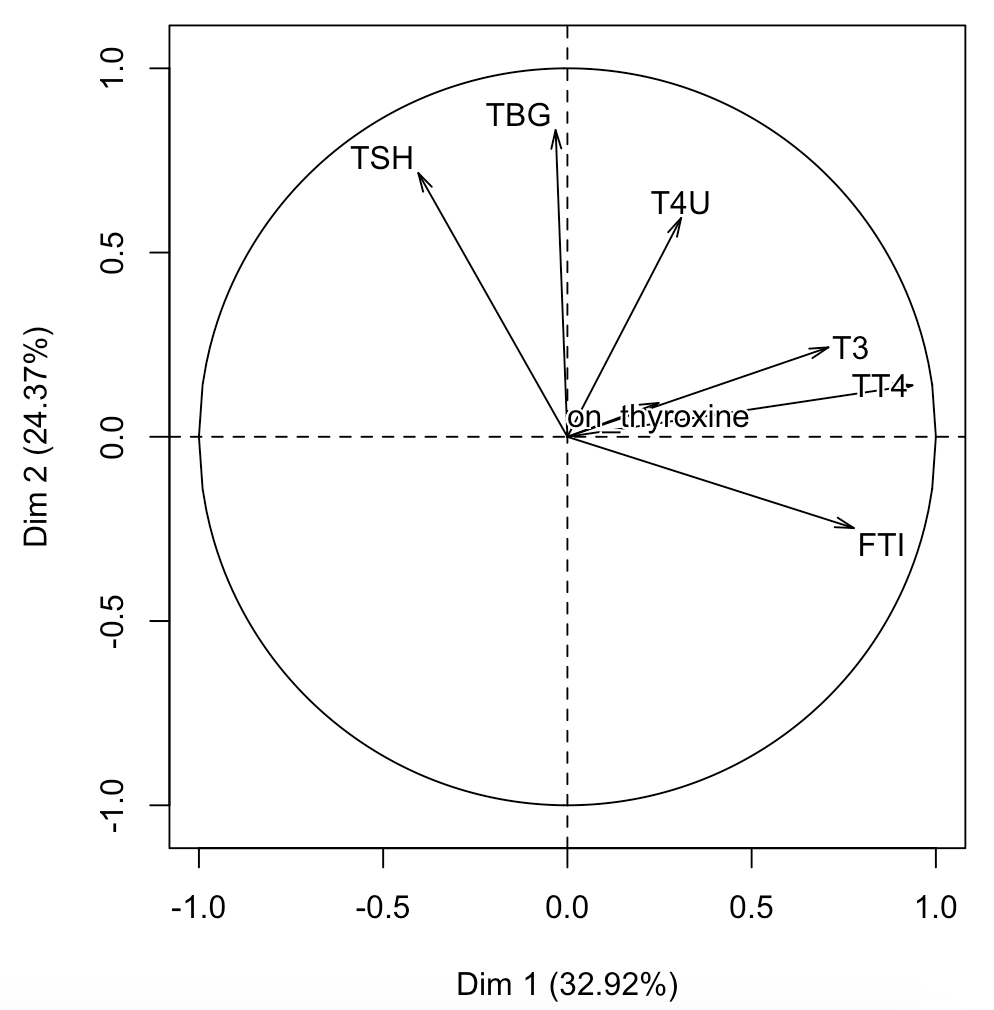 1.0
TBG
TSH
T4U
0.5
T3
TT4
on_thyroxine
0.0
FTI
-0.5
-1.0
Dim 2 (24.37%)
-1.0 -0.5 0.0 0.5 1.0
Dim 1 (32.92%)